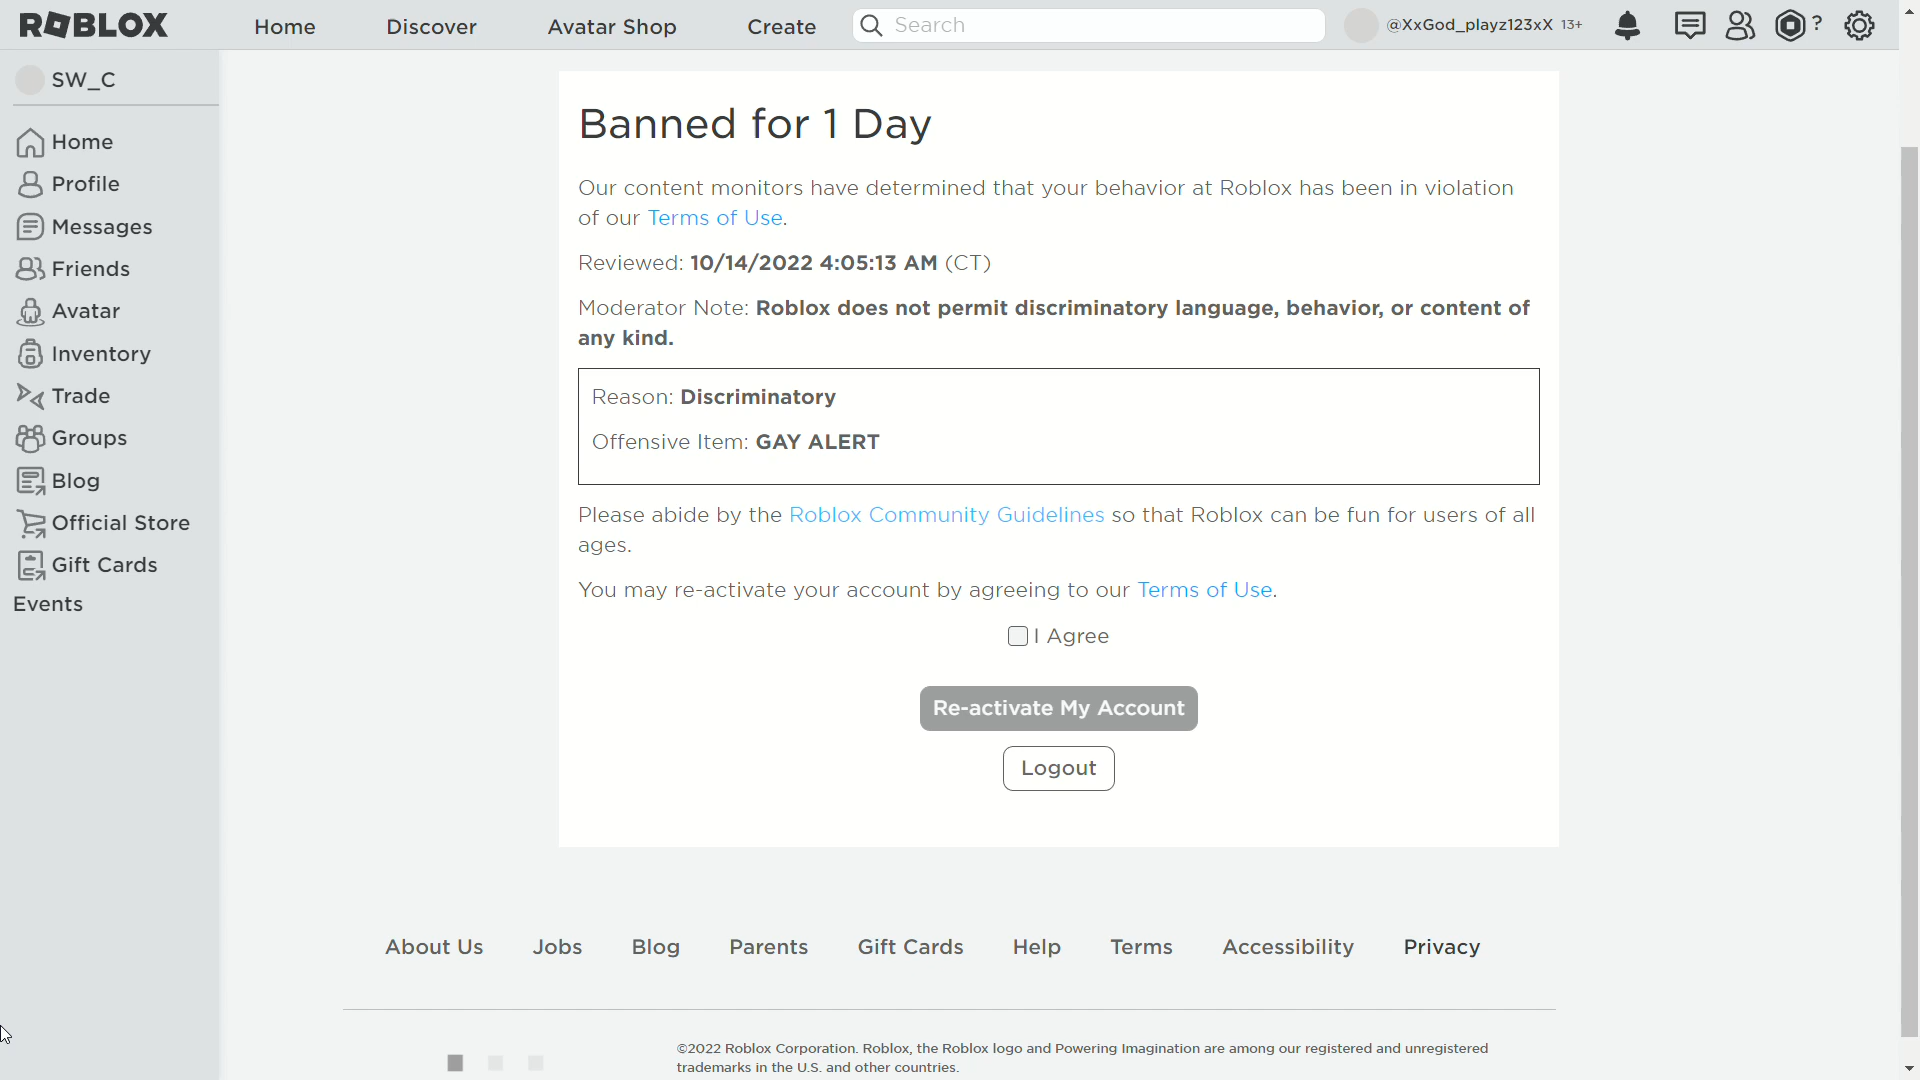 ROBLOX
Home
Discover
Avatar Shop
Create
Search
@XxGod_playz123xX 13+
?
SW_C
Home
Profile
Messages
Friends
Avatar
Inventory
Trade
Groups
Blog
Official Store
Gift Cards
Events
Banned for 1 Day
Our content monitors have determined that your behavior at Roblox has been in violation
of our Terms of Use.
Reviewed: 10/14/2022 4:05:13 AM (CT)
Moderator Note: Roblox does not permit discriminatory language, behavior, or content of
any kind.
Reason: Discriminatory
Offensive Item: GAY ALERT
Please abide by the Roblox Community Guidelines so that Roblox can be fun for users of all
ages.
You may re-activate your account by agreeing to our Terms of Use.
I Agree
Re-activate My Account
Logout
About Us
Jobs
Blog
Parents
Gift Cards
Help
Terms
Accessibility
Privacy
©2022 Roblox Corporation. Roblox, the Roblox logo and Powering Imagination are among our registered and unregistered
trademarks in the U.S. and other countries.